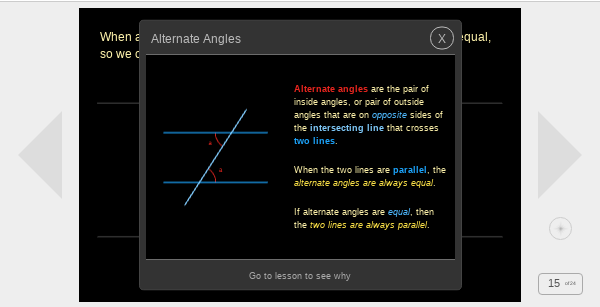 When a
equal,
so we c
Alternate Angles
X
Alternate angles are the pair of
inside angles, or pair of outside
angles that are on opposite sides of
the intersecting line that crosses
two lines.
When the two lines are parallel, the
alternate angles are always equal.
If alternate angles are equal, then
the two lines are always parallel.
Go to lesson to see why
15 of 24